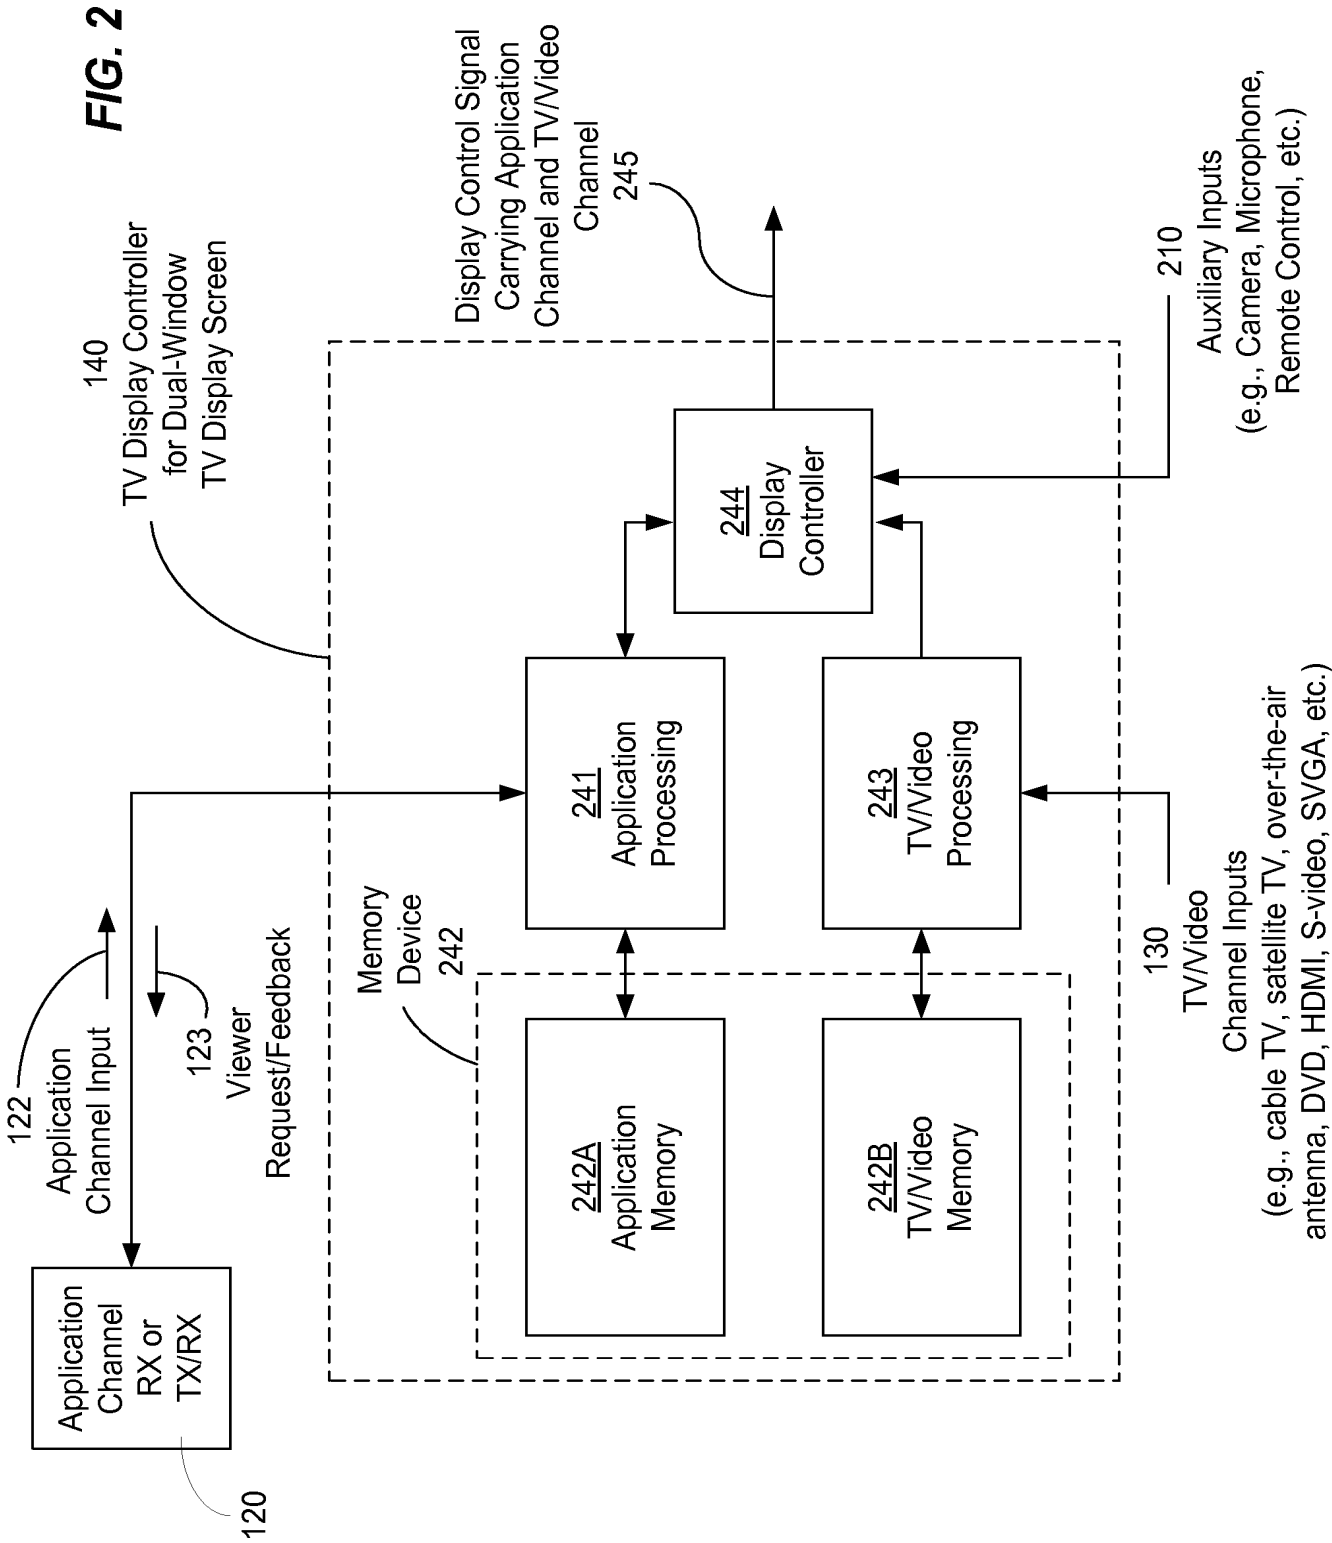 FIG. 2
120
Application
Channel
RX or
TX/RX
122
Application
Channel Input
123
Viewer
Request/Feedback
140
TV Display Controller
for Dual-Window
TV Display Screen
Memory
Device
242
242A
Application
Memory
241
Application
Processing
Display Control Signal
Carrying Application
Channel and TV/Video
Channel
245
244
Display
Controller
242B
TV/Video
Memory
243
TV/Video
Processing
130
TV/Video
Channel Inputs
(e.g., cable TV, satellite TV, over-the-air
antenna, DVD, HDMI, S-video, SVGA, etc.)
210
Auxiliary Inputs
(e.g., Camera, Microphone,
Remote Control, etc.)